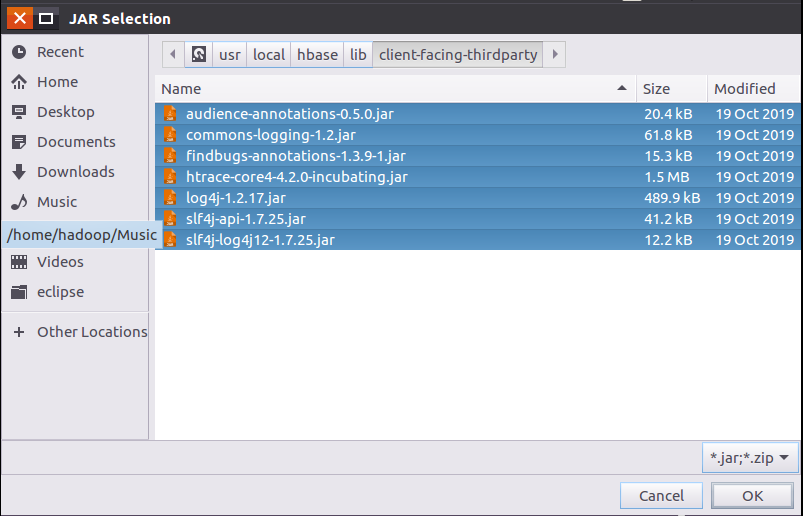 JAR Selection
Recent
Home
Desktop
Documents
Downloads
Music
/home/hadoop/Music
Videos
eclipse
Other Locations
usr local hbase lib client-facing-thirdparty
Name Size Modified
audience-annotations-0.5.0.jar 20.4 kB 19 Oct 2019
commons-logging-1.2.jar 61.8 kB 19 Oct 2019
findbugs-annotations-1.3.9-1.jar 15.3 kB 19 Oct 2019
htrace-core4-4.2.0-incubating.jar 1.5 MB 19 Oct 2019
log4j-1.2.17.jar 489.9 kB 19 Oct 2019
slf4j-api-1.7.25.jar 41.2 kB 19 Oct 2019
slf4j-log4j12-1.7.25.jar 12.2 kB 19 Oct 2019
*.jar;*.zip
Cancel OK